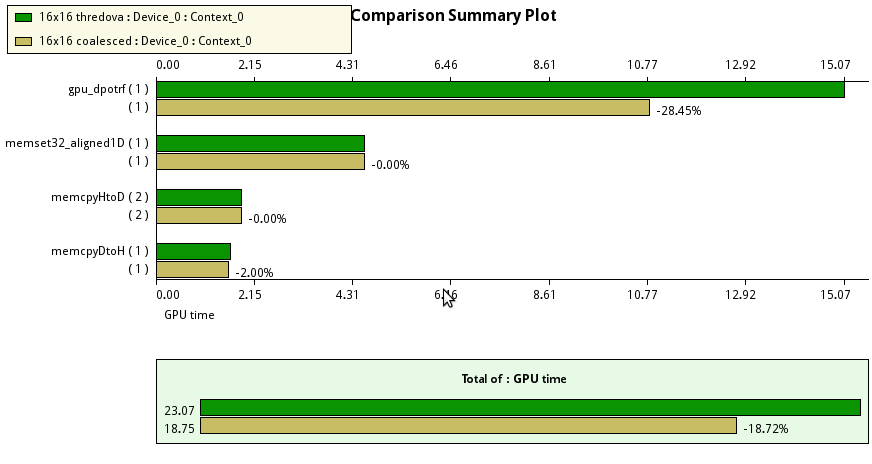 Comparison Summary Plot
16x16 thredova : Device_0 : Context_0
16x16 coalesced : Device_0 : Context_0
0.00 2.15 4.31 6.46 8.61 10.77 12.92 15.07
gpu_dpotrf ( 1 )
( 1 ) -28.45%
memset32_aligned1D ( 1 )
( 1 ) -0.00%
memcpyHtoD ( 2 )
( 2 ) -0.00%
memcpyDtoH ( 1 )
( 1 ) -2.00%
0.00 2.15 4.31 6.46 8.61 10.77 12.92 15.07
GPU time
Total of : GPU time
23.07
18.75 -18.72%